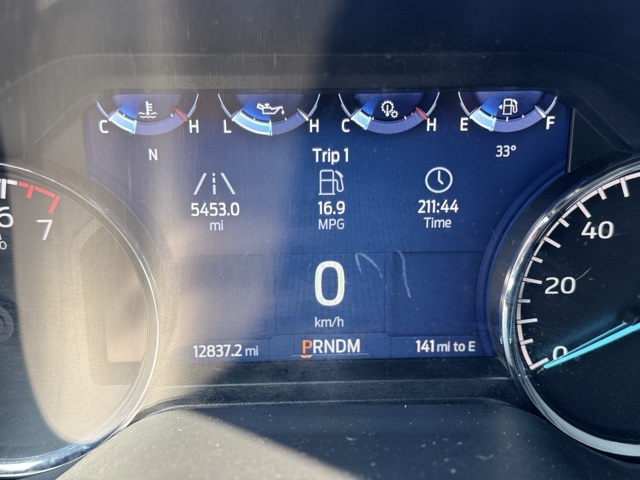 C H L H C H E F
N Trip 1 33°
5453.0 16.9 211:44
mi MPG Time
6 7
40
20
0
0
km/h
12837.2 mi PRNDM 141 mi to E